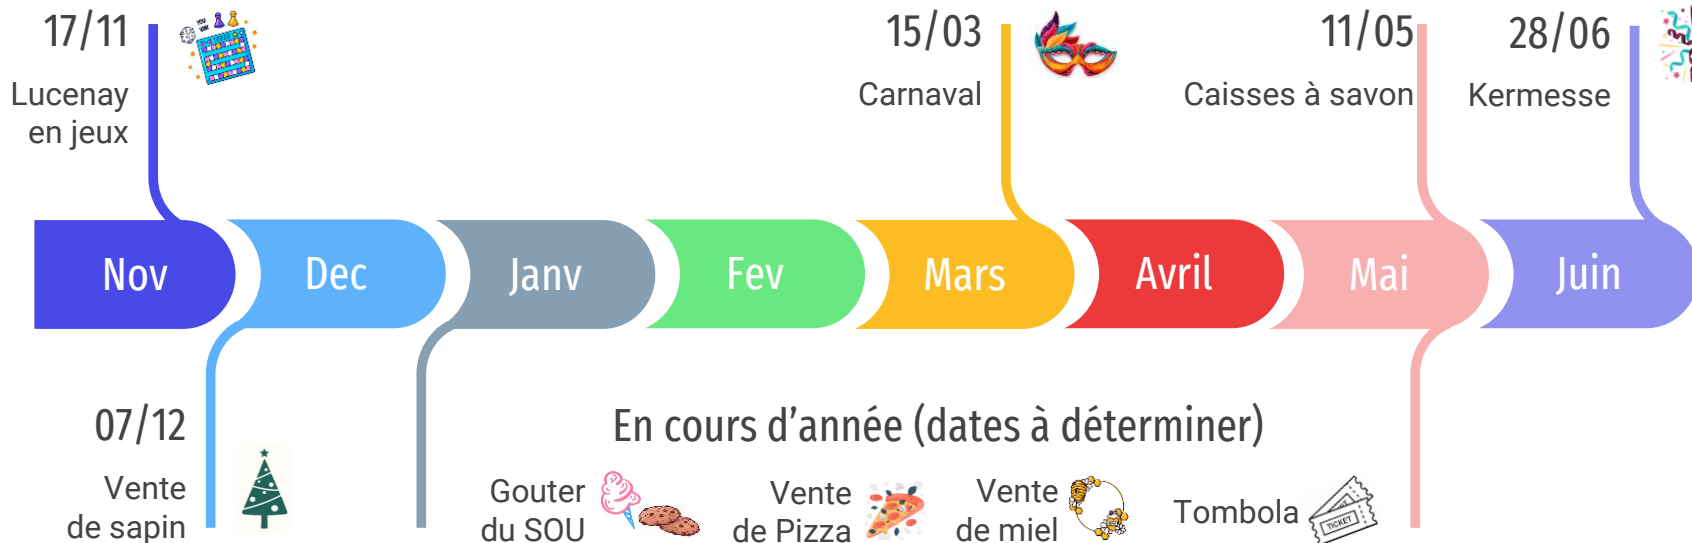 17/11
Lucenay
en jeux
15/03
Carnaval
11/05
Caisses à savon
28/06
Kermesse
Nov
Dec
Janv
Fev
Mars
Avril
Mai
Juin
07/12
Vente
de sapin
En cours d’année (dates à déterminer)
Gouter
du SOU
Vente
de Pizza
Vente
de miel
Tombola
TICKET